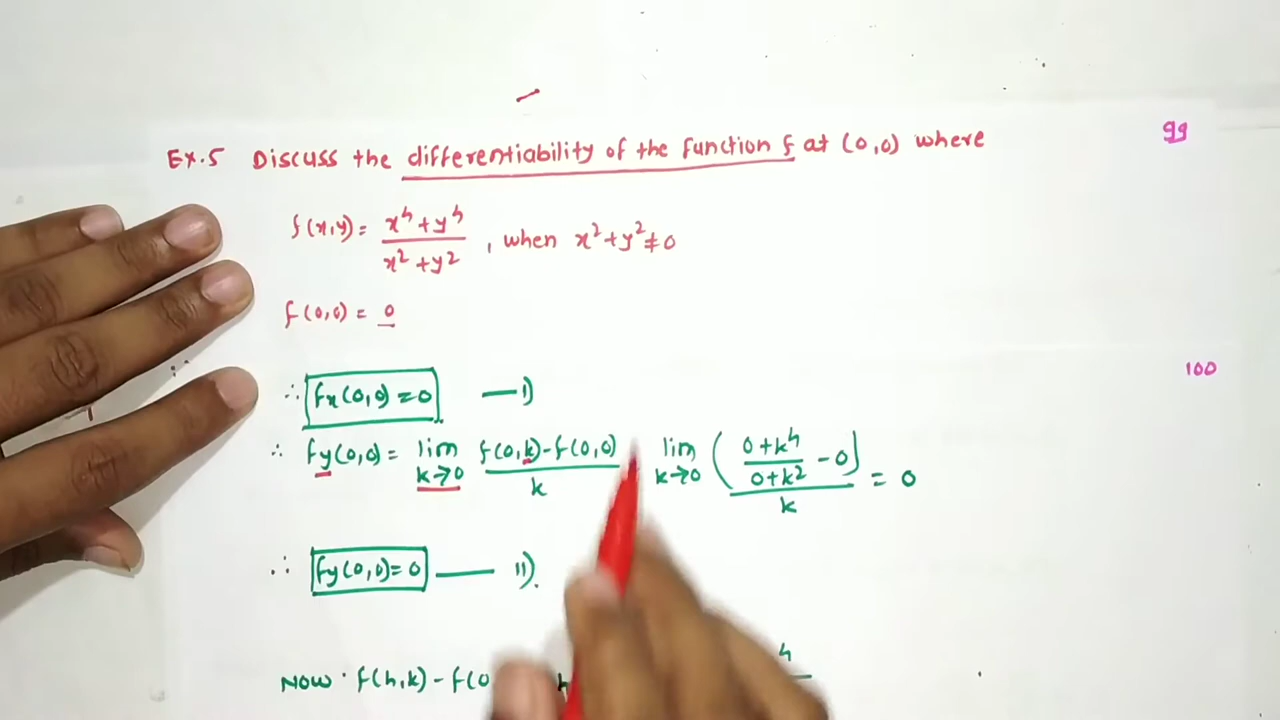 Ex.5 Discuss the differentiability of the function f at (0,0) where
99
f(x,y) = x⁴+y⁴ / x²+y² , when x²+y² ≠ 0
f(0,0) = 0
100
∴ fx(0,0) = 0 — i)
∴ fy(0,0) = lim k→0 f(0,k)-f(0,0) / k lim k→0 (0+k⁴ / 0+k² - 0) / k = 0
∴ fy(0,0) = 0 — ii).
NOW f(h,k) - f(0